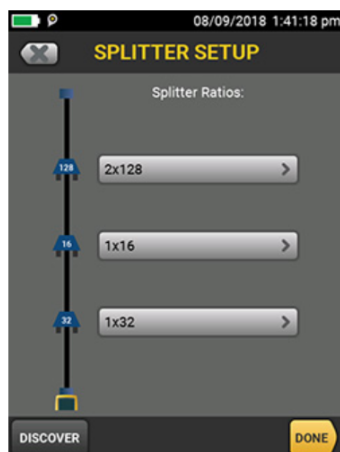 08/09/2018 1:41:18 pm
SPLITTER SETUP
Splitter Ratios:
128
2x128
16
1x16
32
1x32
DISCOVER
DONE